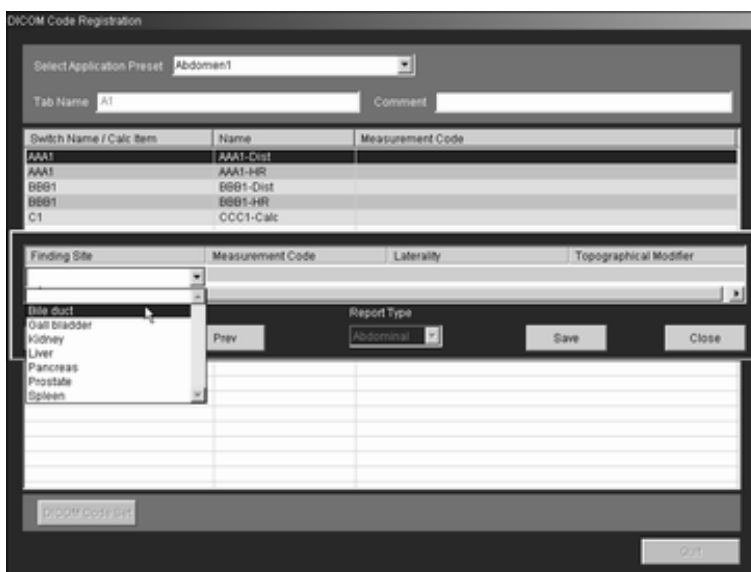 DICOM Code Registration
Select Application Preset Abdomen1
Tab Name A1 Comment
Switch Name / Calc Item Name Measurement Code
AAA1 AAA1-Dist
AAA1 AAA1-HR
BBB1 BBB1-Dist
BBB1 BBB1-HR
C1 CCC1-Calc
Finding Site Measurement Code Laterality Topographical Modifier
Bile duct
Gall bladder
Kidney
Liver
Pancreas
Prostate
Spleen
Report Type
Prev Abdominal Save Close
DICOM Code Set
Quit